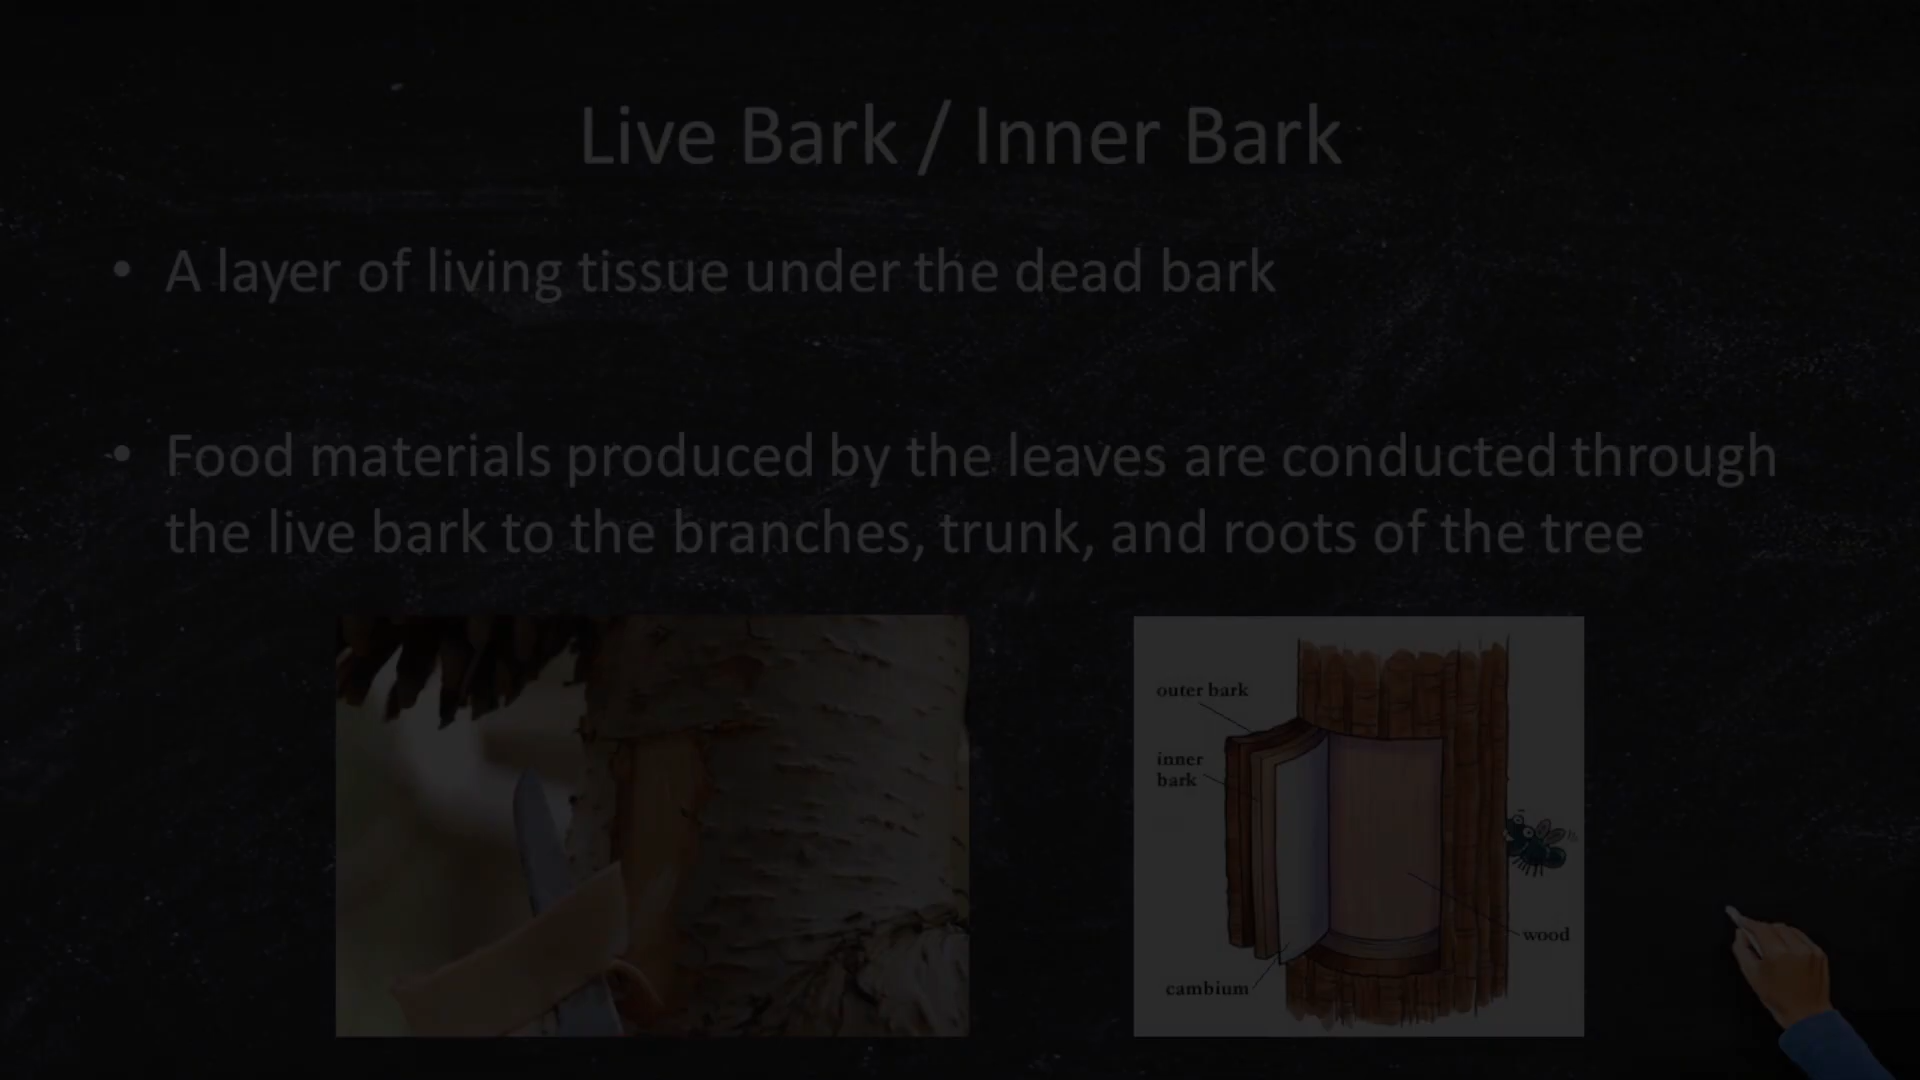 Live Bark / Inner Bark
• A layer of living tissue under the dead bark
• Food materials produced by the leaves are conducted through
the live bark to the branches, trunk, and roots of the tree
outer bark
inner
bark
wood
cambium